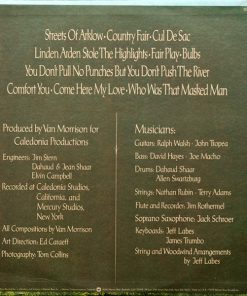 Streets Of Arklow · Country Fair · Cul De Sac
Linden Arden Stole The Highlights · Fair Play · Bulbs
You Don't Pull No Punches But You Don't Push The River
Comfort You · Come Here My Love · Who Was That Masked Man
Produced by Van Morrison for
Caledonia Productions
Engineers: Jim Stern
Dahaud & Jean Shaar
Elvin Campbell
Recorded at Caledonia Studios,
California, and
Mercury Studios,
New York
All Compositions by Van Morrison
Art Direction: Ed Caraeff
Photography: Tom Collins
Musicians:
Guitars: Ralph Walsh · John Tropea
Bass: David Hayes · Joe Macho
Drums: Dahaud Shaar
Allen Swartzburg
Strings: Nathan Rubin · Terry Adams
Flute and Recorder: Jim Rothermel
Soprano Saxophone: Jack Schroer
Keyboards: Jeff Labes
James Trumbo
String and Woodwind Arrangements
by Jeff Labes